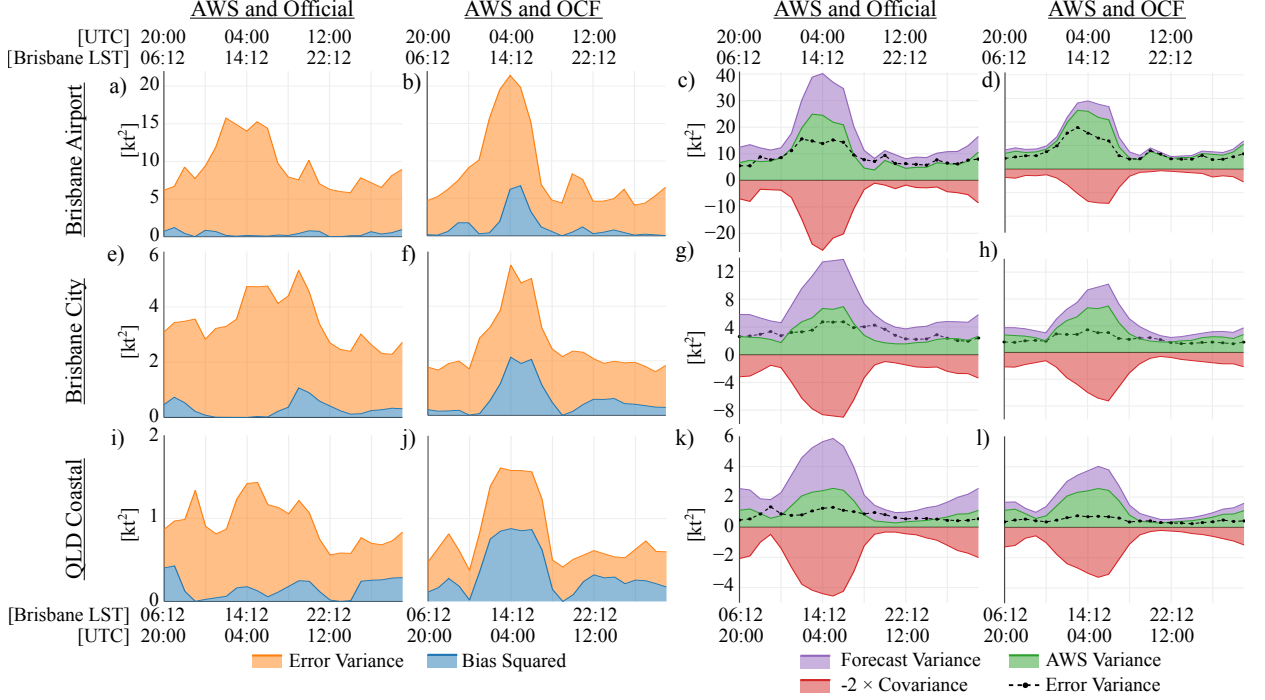 AWS and Official AWS and OCF AWS and Official AWS and OCF
[UTC] 20:00 04:00 12:00 20:00 04:00 12:00 20:00 04:00 12:00 20:00 04:00 12:00
[Brisbane LST] 06:12 14:12 22:12 06:12 14:12 22:12 06:12 14:12 22:12 06:12 14:12 22:12
Brisbane Airport
a) [kt²] 20 15 10 5 0
b)
c) [kt²] 40 30 20 10 0 −10 −20
d)
Brisbane City
e) [kt²] 6 4 2 0
f)
g) [kt²] 12 8 4 0 −4 −8
h)
QLD Coastal
i) [kt²] 2 1 0
j)
k) [kt²] 6 4 2 0 −2 −4
l)
[Brisbane LST] 06:12 14:12 22:12 06:12 14:12 22:12 06:12 14:12 22:12 06:12 14:12 22:12
[UTC] 20:00 04:00 12:00 20:00 04:00 12:00 20:00 04:00 12:00 20:00 04:00 12:00
Error Variance Bias Squared Forecast Variance AWS Variance
-2 × Covariance Error Variance